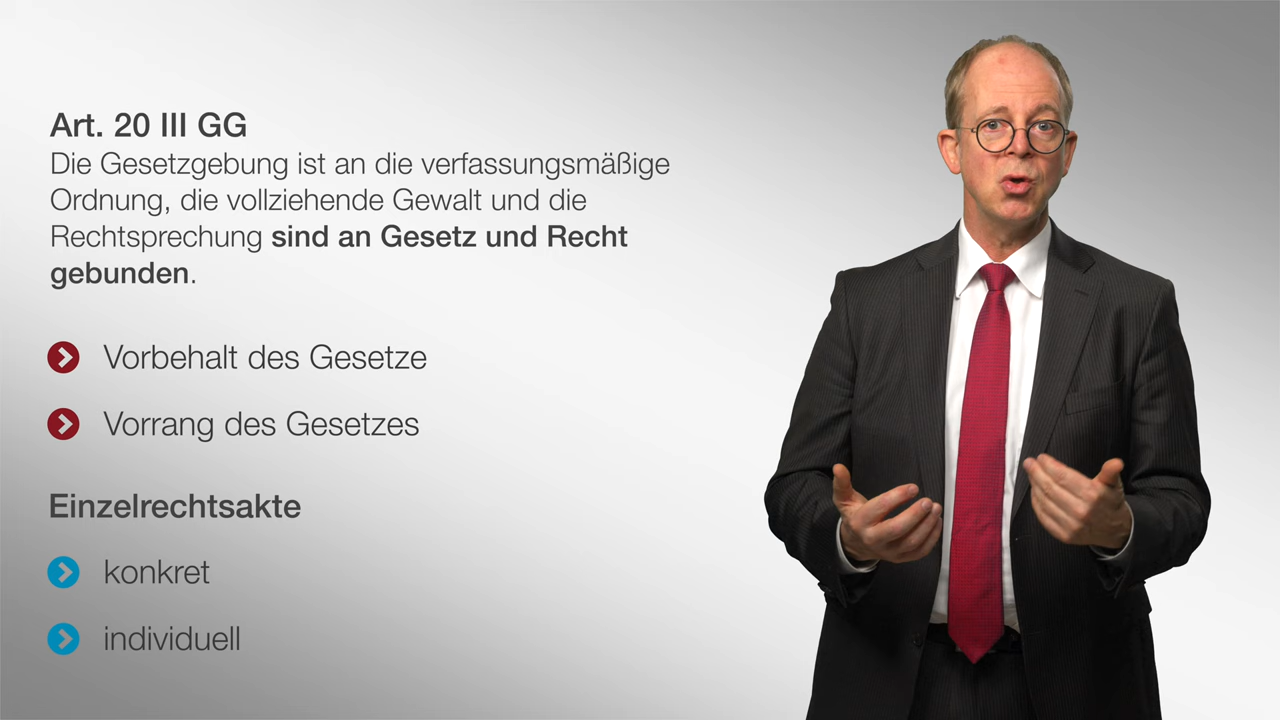 Art. 20 III GG
Die Gesetzgebung ist an die verfassungsmäßige
Ordnung, die vollziehende Gewalt und die
Rechtsprechung sind an Gesetz und Recht
gebunden.
Vorbehalt des Gesetze
Vorrang des Gesetzes
Einzelrechtsakte
konkret
individuell